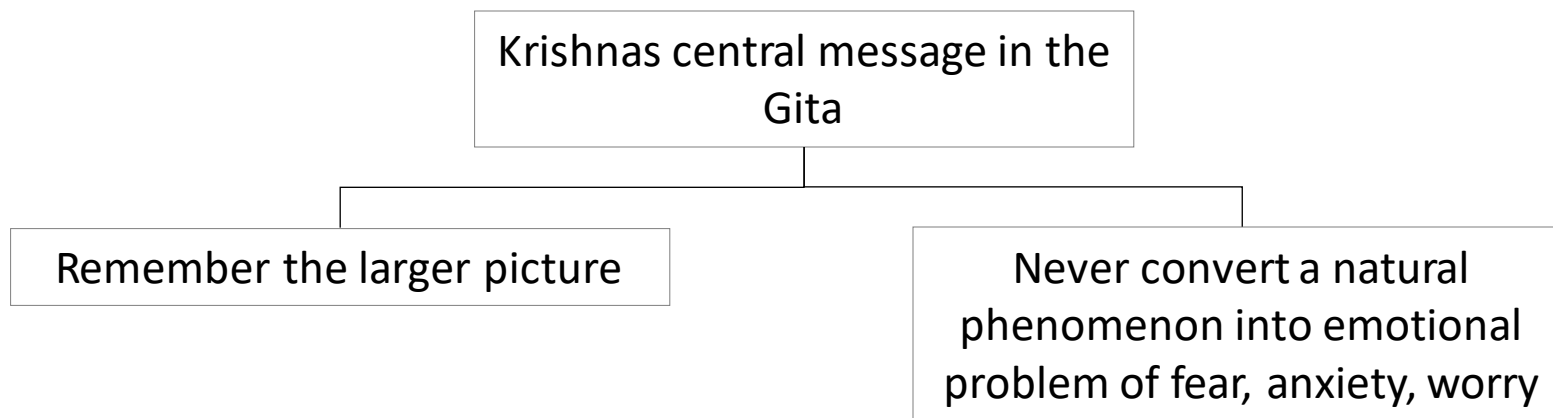 Krishnas central message in the
Gita
Remember the larger picture
Never convert a natural
phenomenon into emotional
problem of fear, anxiety, worry